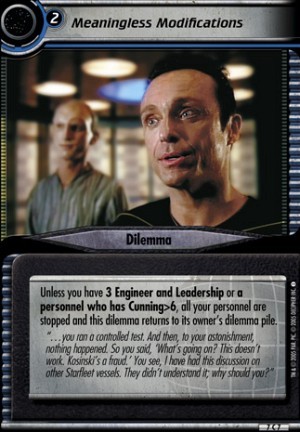 2
Meaningless Modifications
Dilemma
Unless you have 3 Engineer and Leadership or a
personnel who has Cunning>6, all your personnel are
stopped and this dilemma returns to its owner's dilemma pile.
"...you ran a controlled test. And then, to your astonishment,
nothing happened. So you said, 'What's going on? This doesn't
work. Kosinski's a fraud.' You see, I have had this discussion on
other Starfleet vessels. They didn't understand it; why should you?"